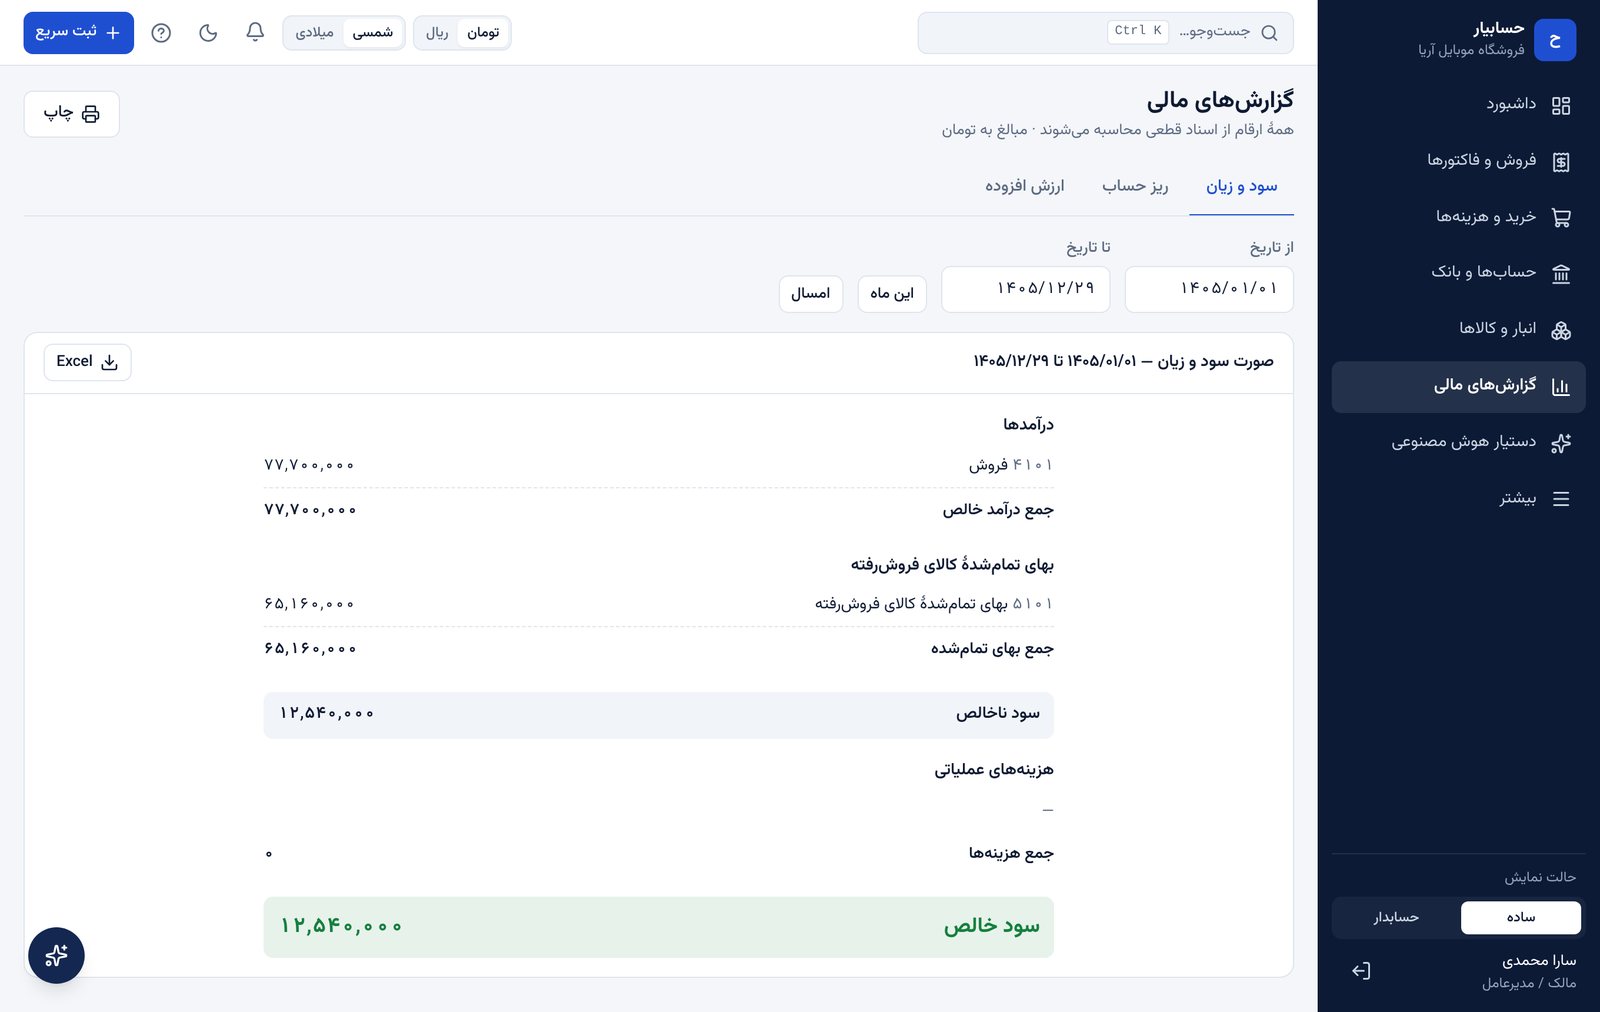 ح
حسابیار
فروشگاه موبایل آریا
داشبورد
فروش و فاکتورها
خرید و هزینه‌ها
حساب‌ها و بانک
انبار و کالاها
گزارش‌های مالی
دستیار هوش مصنوعی
بیشتر
حالت نمایش
ساده حسابدار
سارا محمدی
مالک / مدیرعامل
جست‌وجو… Ctrl K
تومان ریال
شمسی میلادی
ثبت سریع
گزارش‌های مالی
همهٔ ارقام از اسناد قطعی محاسبه می‌شوند · مبالغ به تومان
چاپ
سود و زیان ریز حساب ارزش افزوده
از تاریخ تا تاریخ
۱۴۰۵/۰۱/۰۱ ۱۴۰۵/۱۲/۲۹ این ماه امسال
صورت سود و زیان — ۱۴۰۵/۰۱/۰۱ تا ۱۴۰۵/۱۲/۲۹ Excel
درآمدها
۴۱۰۱ فروش ۷۷,۷۰۰,۰۰۰
جمع درآمد خالص ۷۷,۷۰۰,۰۰۰
بهای تمام‌شدهٔ کالای فروش‌رفته
۵۱۰۱ بهای تمام‌شدهٔ کالای فروش‌رفته ۶۵,۱۶۰,۰۰۰
جمع بهای تمام‌شده ۶۵,۱۶۰,۰۰۰
سود ناخالص ۱۲,۵۴۰,۰۰۰
هزینه‌های عملیاتی
—
جمع هزینه‌ها ۰
سود خالص ۱۲,۵۴۰,۰۰۰